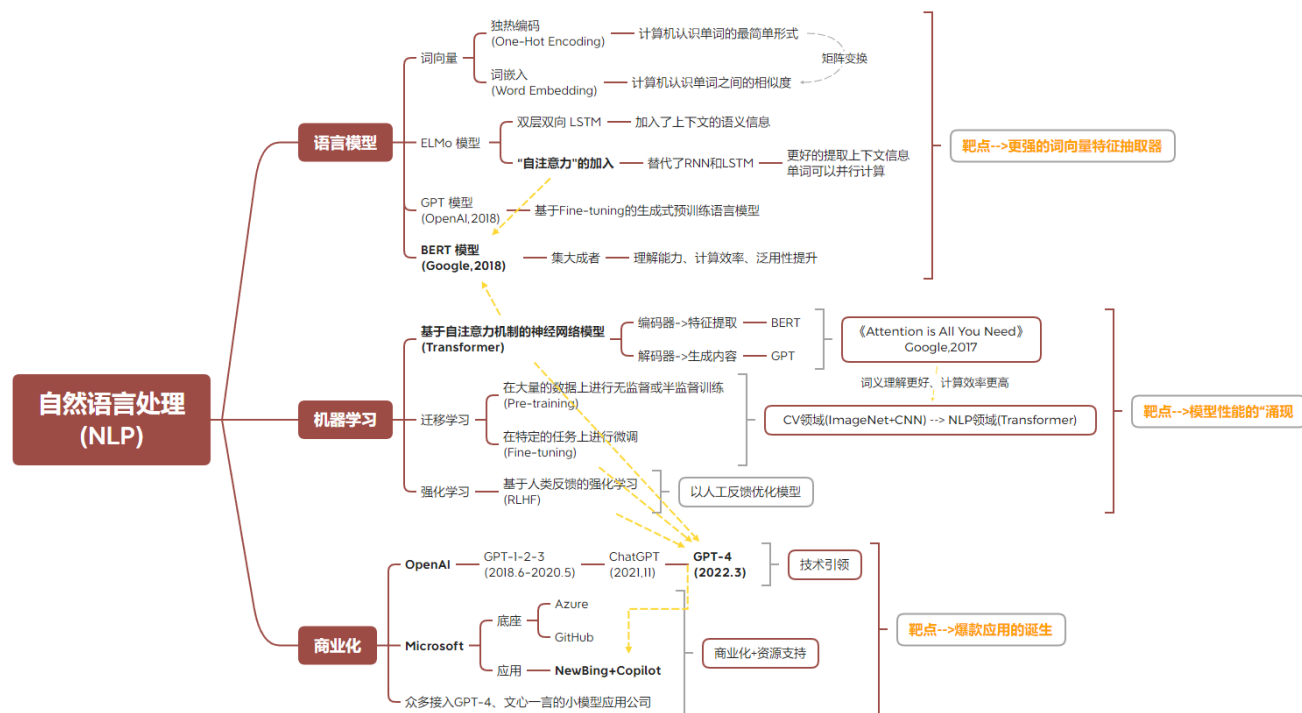 自然语言处理
(NLP)
语言模型
词向量
独热编码
(One-Hot Encoding)
计算机认识单词的最简单形式
矩阵变换
词嵌入
(Word Embedding)
计算机认识单词之间的相似度
ELMo 模型
双层双向 LSTM
加入了上下文的语义信息
“自注意力”的加入
替代了RNN和LSTM
更好的提取上下文信息
单词可以并行计算
GPT 模型
(OpenAI,2018)
基于Fine-tuning的生成式预训练语言模型
BERT 模型
(Google,2018)
集大成者
理解能力、计算效率、泛用性提升
靶点-->更强的词向量特征抽取器
机器学习
基于自注意力机制的神经网络模型
(Transformer)
编码器->特征提取
BERT
解码器->生成内容
GPT
《Attention is All You Need》
Google,2017
词义理解更好、计算效率更高
迁移学习
在大量的数据上进行无监督或半监督训练
(Pre-training)
在特定的任务上进行微调
(Fine-tuning)
CV领域(ImageNet+CNN) --> NLP领域(Transformer)
强化学习
基于人类反馈的强化学习
(RLHF)
以人工反馈优化模型
靶点-->模型性能的“涌现
商业化
OpenAI
GPT-1-2-3
(2018.6-2020.5)
ChatGPT
(2021,11)
GPT-4
(2022.3)
技术引领
Microsoft
底座
Azure
GitHub
应用
NewBing+Copilot
商业化+资源支持
众多接入GPT-4、文心一言的小模型应用公司
靶点-->爆款应用的诞生